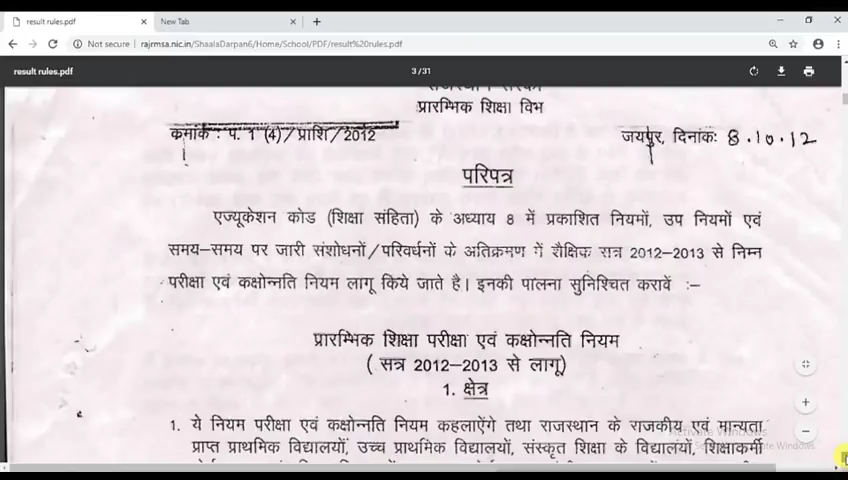 result rules.pdf
New Tab
Not secure | rajrmsa.nic.in/ShaalaDarpan6/Home/School/PDF/result%20rules.pdf
result rules.pdf
3/31
प्रारम्भिक शिक्षा विभ
क्रमांक : प. 1 (4)/प्राशि/2012
जयपुर, दिनांकः 8.10.12
परिपत्र
एज्यूकेशन कोड (शिक्षा संहिता) के अध्याय 8 में प्रकाशित नियमों, उप नियमों एवं
समय–समय पर जारी संशोधनों/परिवर्धनों के अतिक्रमण में शैक्षिक सत्र 2012–2013 से निम्न
परीक्षा एवं कक्षोन्नति नियम लागू किये जाते है। इनकी पालना सुनिश्चित करावें :–
प्रारम्भिक शिक्षा परीक्षा एवं कक्षोन्नति नियम
( सत्र 2012–2013 से लागू)
1. क्षेत्र
1. ये नियम परीक्षा एवं कक्षोन्नति नियम कहलाऐंगे तथा राजस्थान के राजकीय एवं मान्यता
प्राप्त प्राथमिक विद्यालयों, उच्च प्राथमिक विद्यालयों, संस्कृत शिक्षा के विद्यालयों, शिक्षाकर्मी
Activate Windows